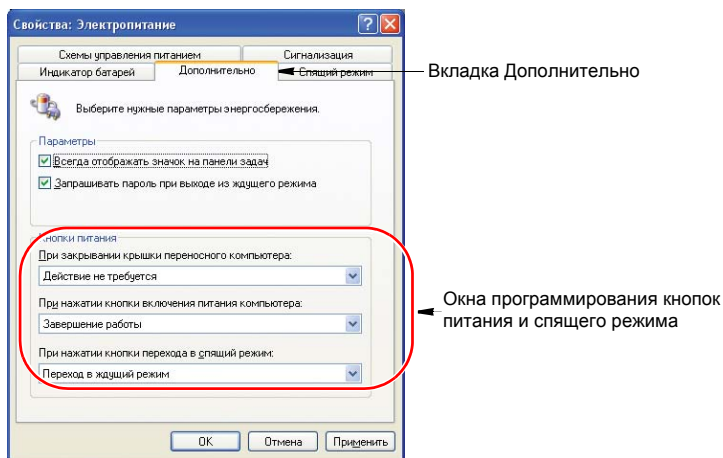 Свойства: Электропитание
Схемы управления питанием
Сигнализация
Индикатор батарей
Дополнительно
Спящий режим
Вкладка Дополнительно
Выберите нужные параметры энергосбережения.
Параметры
Всегда отображать значок на панели задач
Запрашивать пароль при выходе из ждущего режима
Кнопки питания
При закрывании крышки переносного компьютера:
Действие не требуется
При нажатии кнопки включения питания компьютера:
Завершение работы
При нажатии кнопки перехода в спящий режим:
Переход в ждущий режим
Окна программирования кнопок
питания и спящего режима
OK
Отмена
Применить